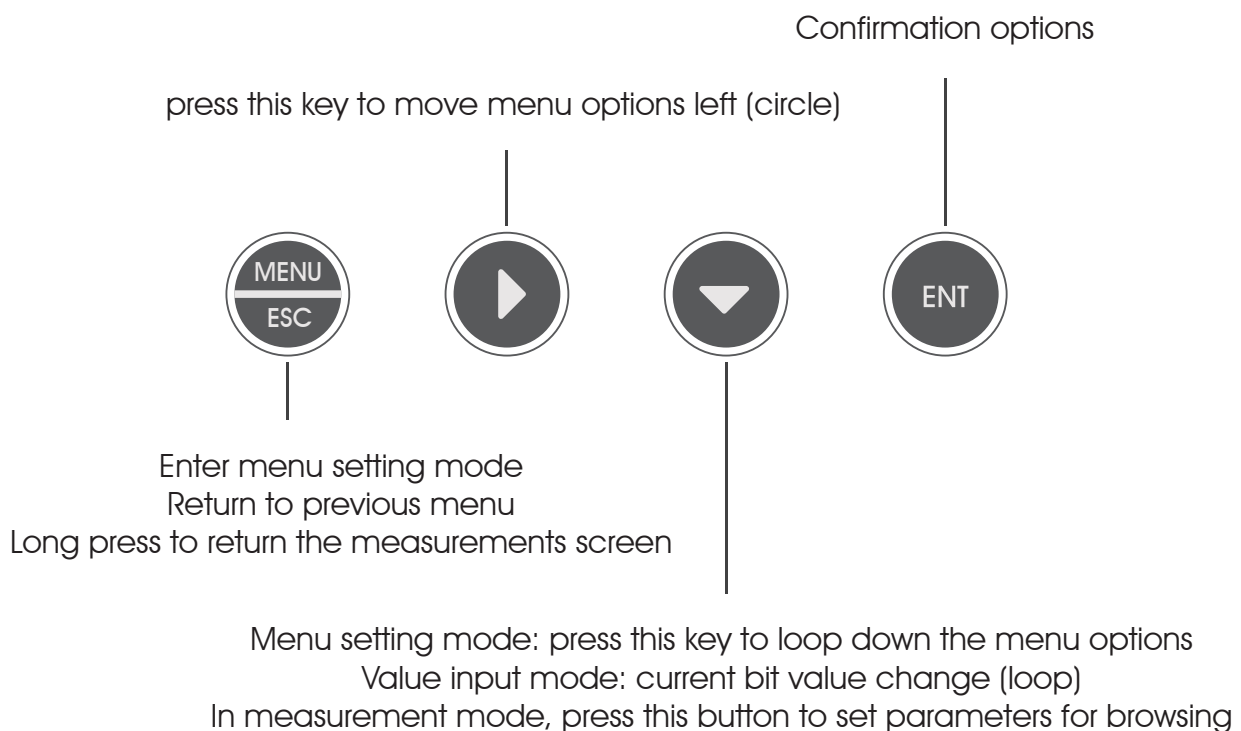 Confirmation options
press this key to move menu options left (circle)
MENU
ESC
ENT
Enter menu setting mode
Return to previous menu
Long press to return the measurements screen
Menu setting mode: press this key to loop down the menu options
Value input mode: current bit value change (loop)
In measurement mode, press this button to set parameters for browsing